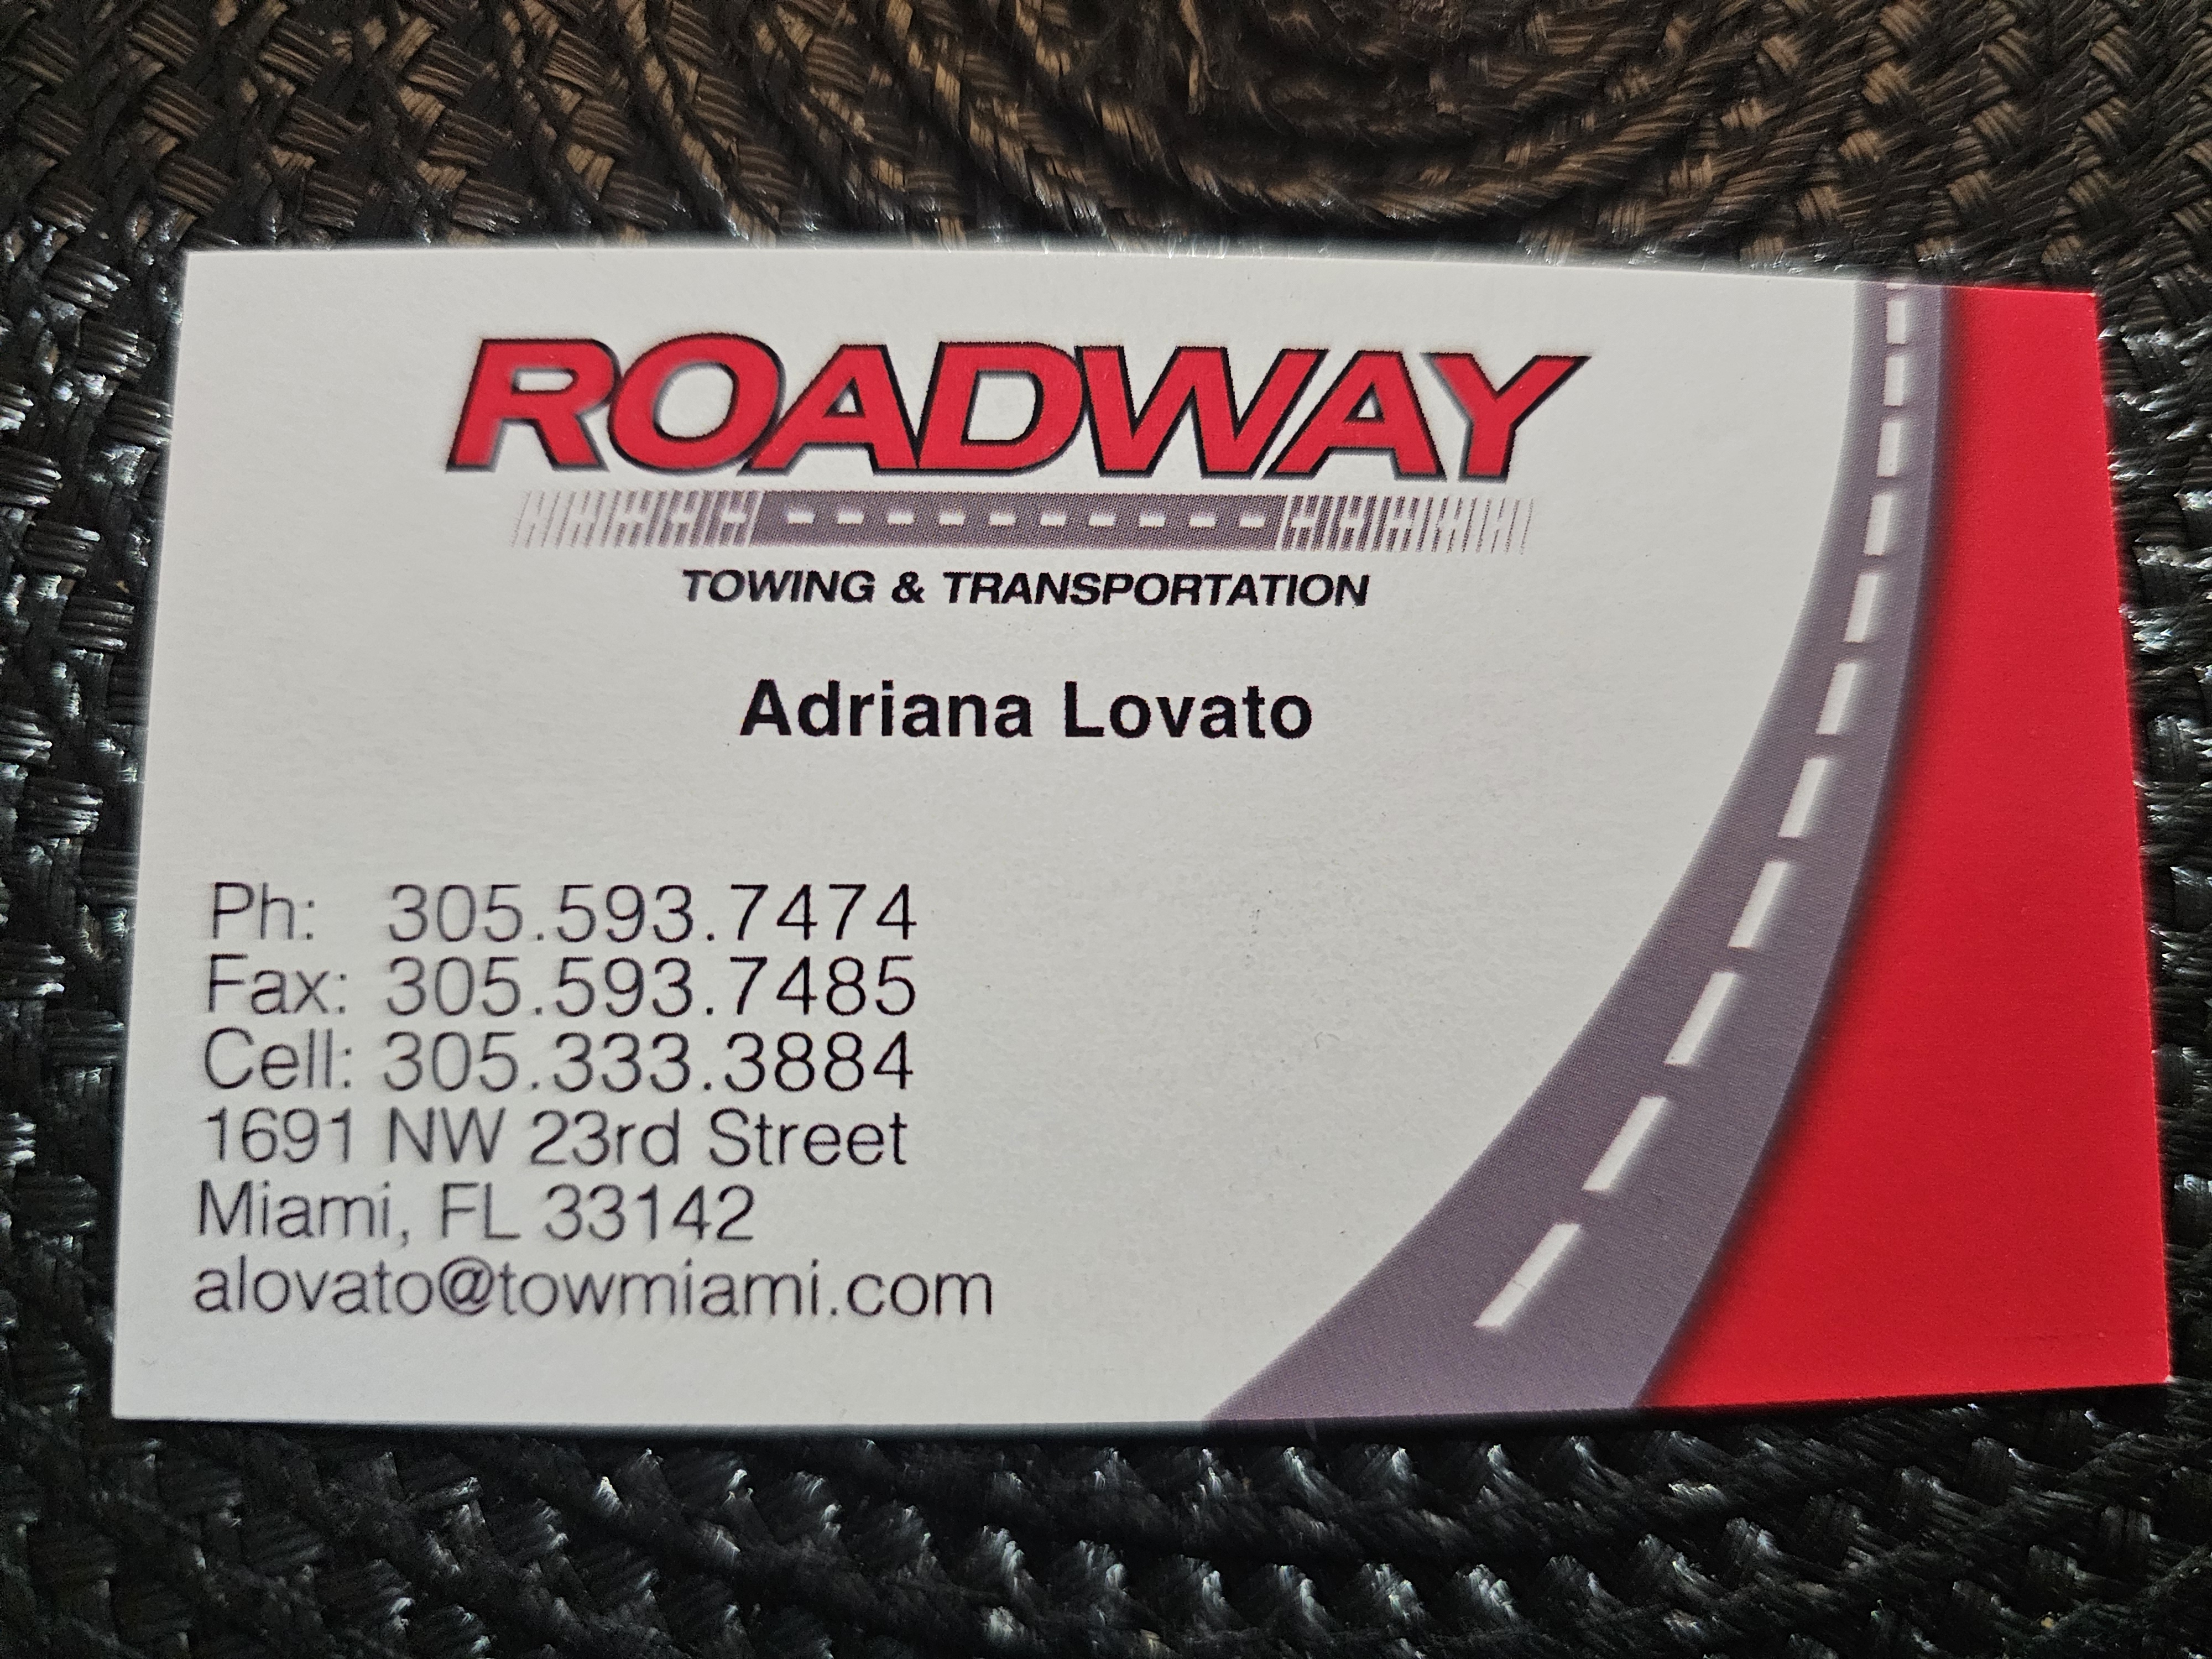 ROADWAY
TOWING & TRANSPORTATION
Adriana Lovato
Ph: 305.593.7474
Fax: 305.593.7485
Cell: 305.333.3884
1691 NW 23rd Street
Miami, FL 33142
alovato@towmiami.com